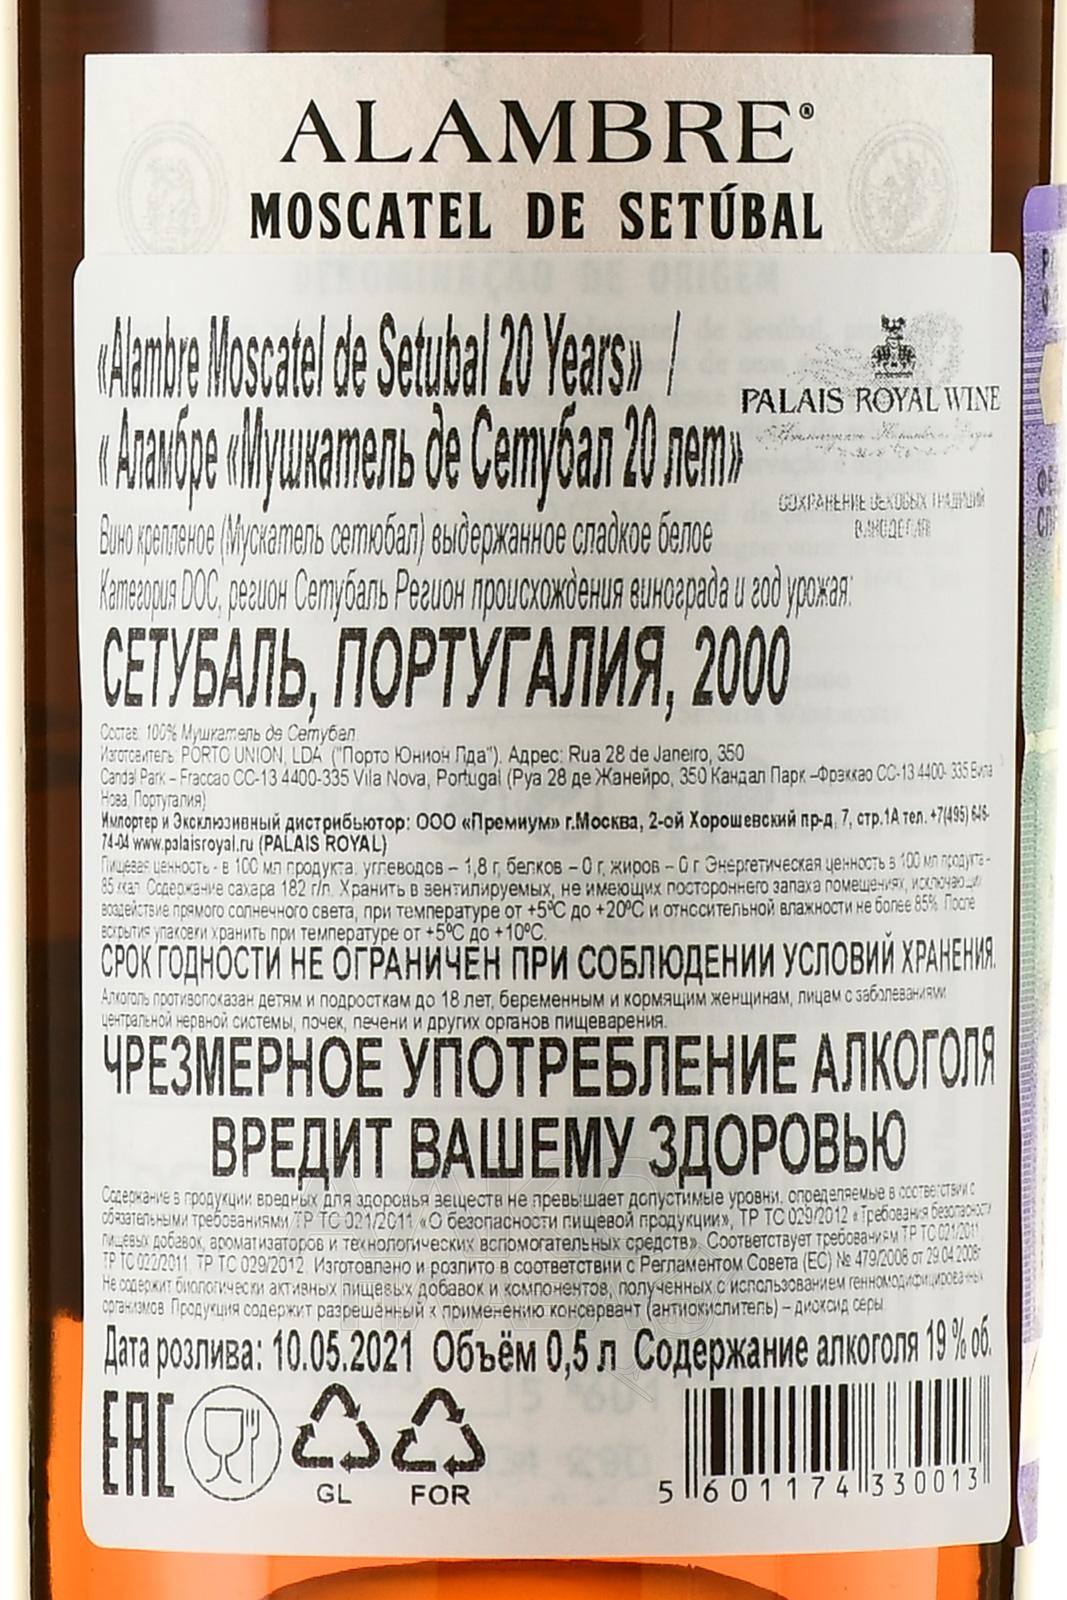 ALAMBRE®
MOSCATEL DE SETÚBAL
«Alambre Moscatel de Setubal 20 Years» /
« Аламбре «Мушкатель де Сетубал 20 лет»
PALAIS ROYAL WINE
СОХРАНЕНИЕ ВЕКОВЫХ ТРАДИЦИЙ
ВИНОДЕЛИЯ
Вино крепленое (Мускатель сетюбал) выдержанное сладкое белое
Категория DOC, регион Сетубаль Регион происхождения винограда и год урожая:
СЕТУБАЛЬ, ПОРТУГАЛИЯ, 2000
Состав: 100% Мушкатель де Сетубал
Изготовитель: PORTO UNION, LDA ("Порто Юнион Лда"). Адрес: Rua 28 de Janeiro, 350
Candal Park – Fraccao CC-13 4400-335 Vila Nova, Portugal (Руа 28 де Жанейро, 350 Кандал Парк –Фраккао CC-13 4400- 335 Вила
Нова, Португалия)
Импортер и Эксклюзивный дистрибьютор: ООО «Премиум» г.Москва, 2-ой Хорошевский пр-д, 7, стр.1А тел. +7(495) 646-
74-04 www.palaisroyal.ru (PALAIS ROYAL)
Пищевая ценность - в 100 мл продукта: углеводов – 1,8 г, белков – 0 г, жиров – 0 г Энергетическая ценность в 100 мл продукта -
85 ккал. Содержание сахара 182 г/л. Хранить в вентилируемых, не имеющих постороннего запаха помещениях, исключающих
воздействие прямого солнечного света, при температуре от +5°C до +20°C и относительной влажности не более 85%. После
вскрытия упаковки хранить при температуре от +5°C до +10°C.
СРОК ГОДНОСТИ НЕ ОГРАНИЧЕН ПРИ СОБЛЮДЕНИИ УСЛОВИЙ ХРАНЕНИЯ.
Алкоголь противопоказан детям и подросткам до 18 лет, беременным и кормящим женщинам, лицам с заболеваниями
центральной нервной системы, почек, печени и других органов пищеварения.
ЧРЕЗМЕРНОЕ УПОТРЕБЛЕНИЕ АЛКОГОЛЯ
ВРЕДИТ ВАШЕМУ ЗДОРОВЬЮ
Содержание в продукции вредных для здоровья веществ не превышает допустимые уровни, определяемые в соответствии с
обязательными требованиями ТР ТС 021/2011 «О безопасности пищевой продукции», ТР ТС 029/2012 «Требования безопасности
пищевых добавок, ароматизаторов и технологических вспомогательных средств». Соответствует требованиям ТР ТС 021/2011,
ТР ТС 022/2011, ТР ТС 029/2012. Изготовлено и розлито в соответствии с Регламентом Совета (ЕС) № 479/2008 от 29.04.2008г.
Не содержит биологически активных пищевых добавок и компонентов, полученных с использованием генномодифицированных
организмов. Продукция содержит разрешённый к применению консервант (антиокислитель) – диоксид серы.
Дата розлива: 10.05.2021 Объём 0,5 л Содержание алкоголя 19 % об.
EAC
GL
FOR
5 601174 330013